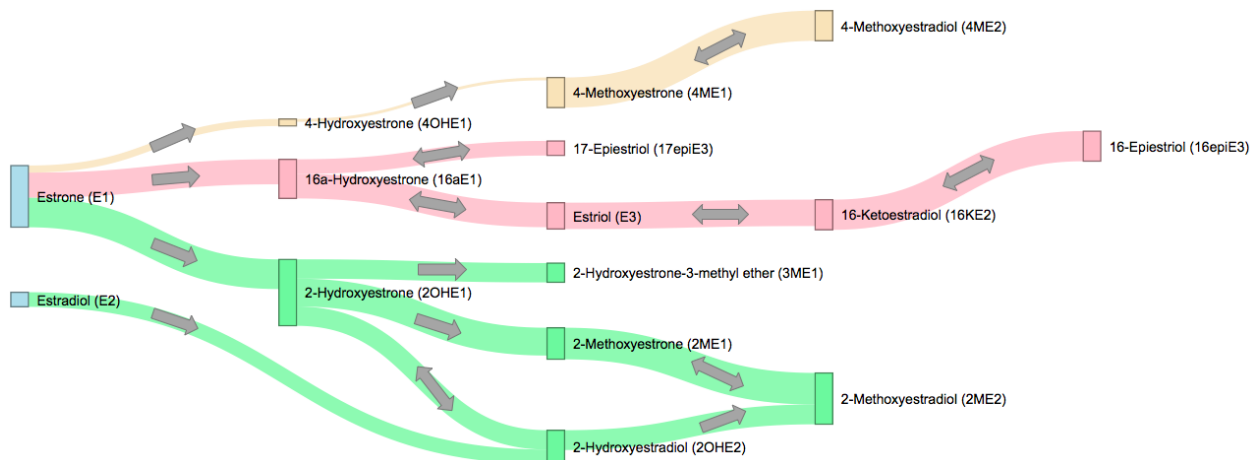 4-Methoxyestradiol (4ME2)
4-Methoxyestrone (4ME1)
4-Hydroxyestrone (4OHE1)
17-Epiestriol (17epiE3)
16-Epiestriol (16epiE3)
16a-Hydroxyestrone (16aE1)
Estrone (E1)
Estriol (E3)
16-Ketoestradiol (16KE2)
2-Hydroxyestrone-3-methyl ether (3ME1)
2-Hydroxyestrone (2OHE1)
Estradiol (E2)
2-Methoxyestrone (2ME1)
2-Methoxyestradiol (2ME2)
2-Hydroxyestradiol (2OHE2)